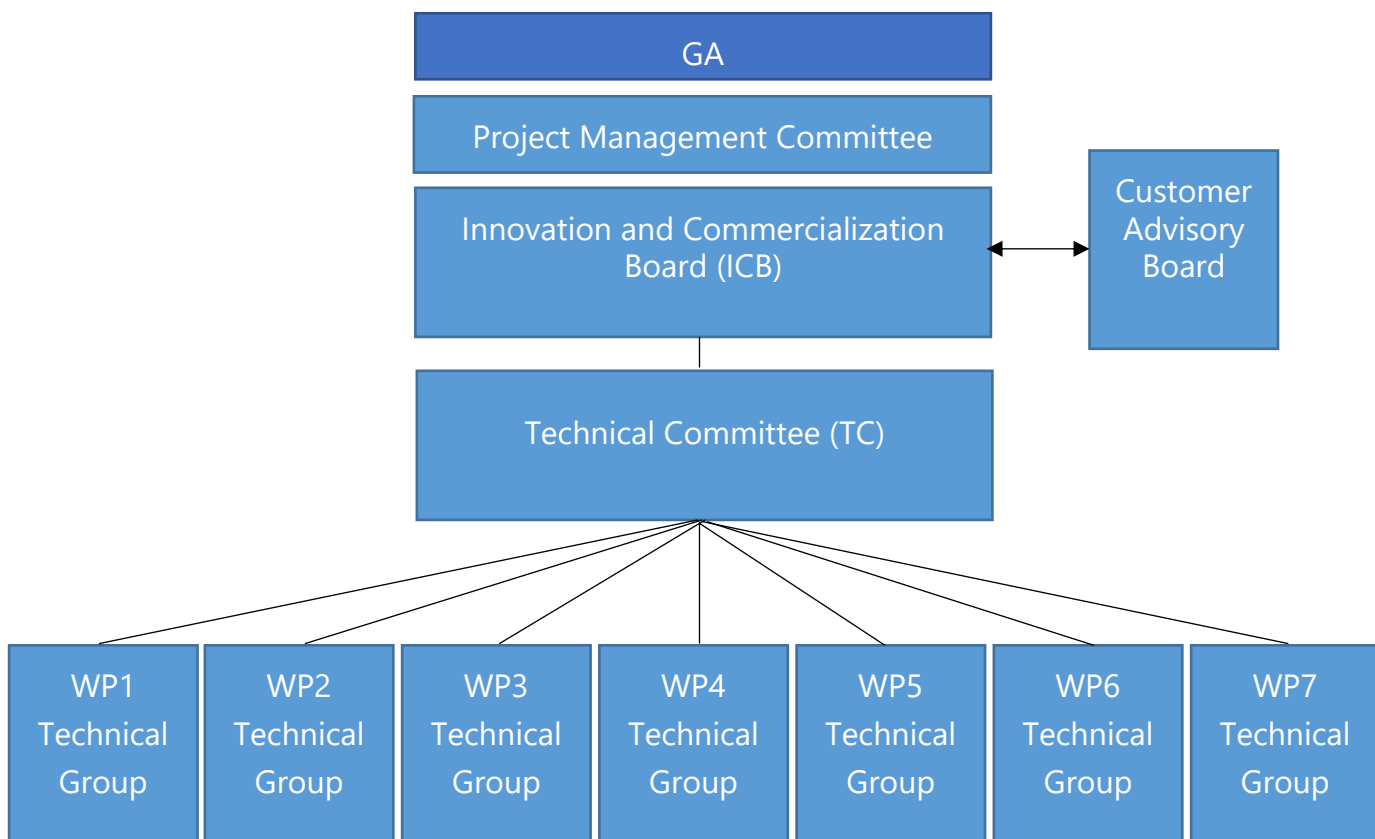 GA
Project Management Committee
Innovation and Commercialization
Board (ICB)
Customer
Advisory
Board
Technical Committee (TC)
WP1
Technical
Group
WP2
Technical
Group
WP3
Technical
Group
WP4
Technical
Group
WP5
Technical
Group
WP6
Technical
Group
WP7
Technical
Group